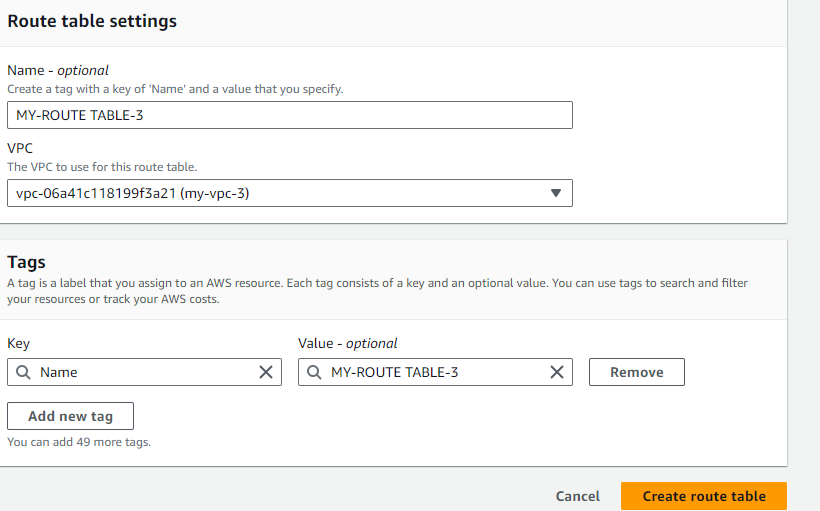 Route table settings
Name - optional
Create a tag with a key of 'Name' and a value that you specify.
MY-ROUTE TABLE-3
VPC
The VPC to use for this route table.
vpc-06a41c118199f3a21 (my-vpc-3)
Tags
A tag is a label that you assign to an AWS resource. Each tag consists of a key and an optional value. You can use tags to search and filter
your resources or track your AWS costs.
Key
Value - optional
Name
MY-ROUTE TABLE-3
Remove
Add new tag
You can add 49 more tags.
Cancel
Create route table